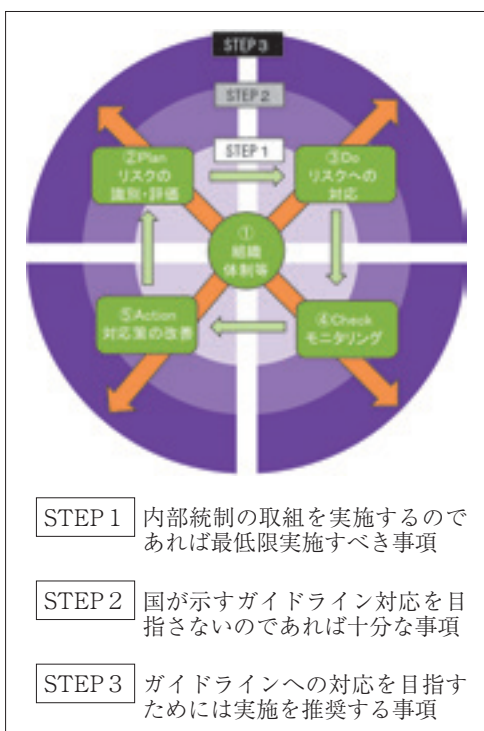 STEP 3
STEP 2
STEP 1
②Plan
リスクの
識別・評価
③Do
リスクへの
対応
①
組織
体制等
⑤Action
対応策の改善
④Check
モニタリング
STEP 1 内部統制の取組を実施するので
あれば最低限実施すべき事項
STEP 2 国が示すガイドライン対応を目
指さないのであれば十分な事項
STEP 3 ガイドラインへの対応を目指す
ためには実施を推奨する事項